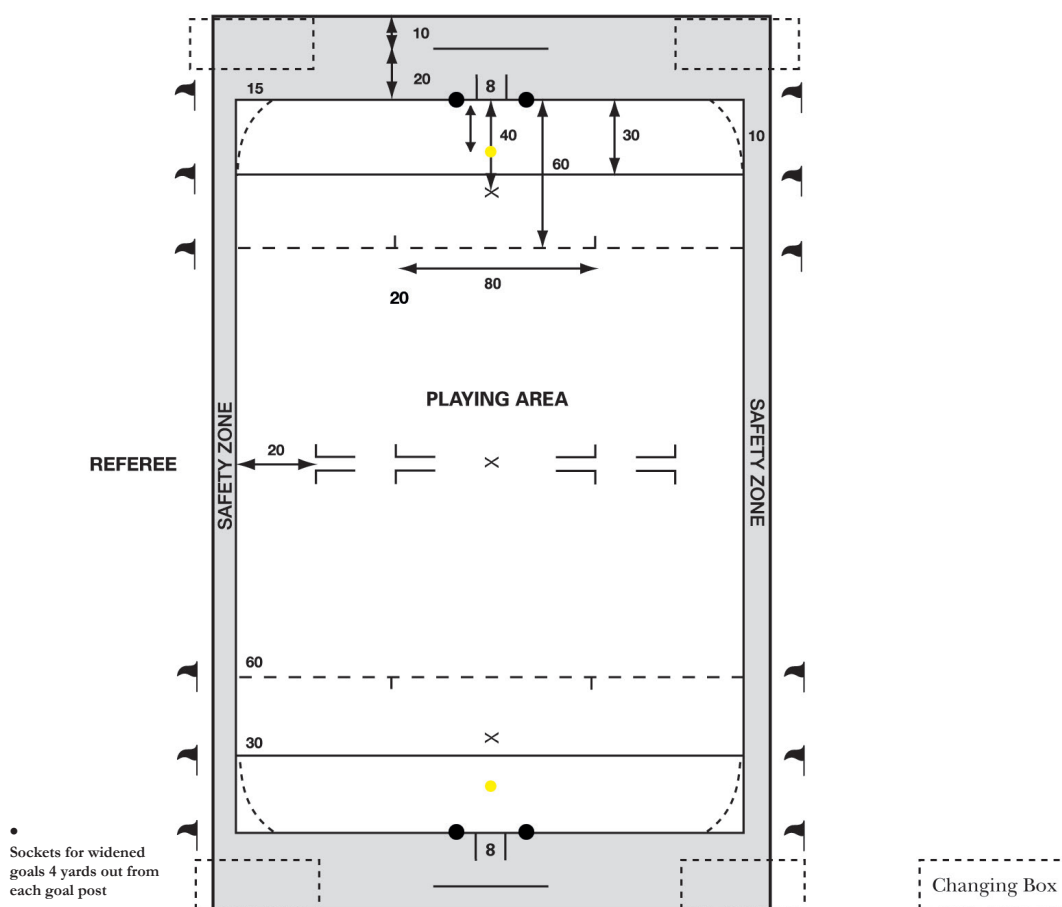 10
20
15
8
40
30
10
60
80
20
PLAYING AREA
SAFETY ZONE
SAFETY ZONE
REFEREE
20
X
X
60
X
30
8
Sockets for widened
goals 4 yards out from
each goal post
Changing Box